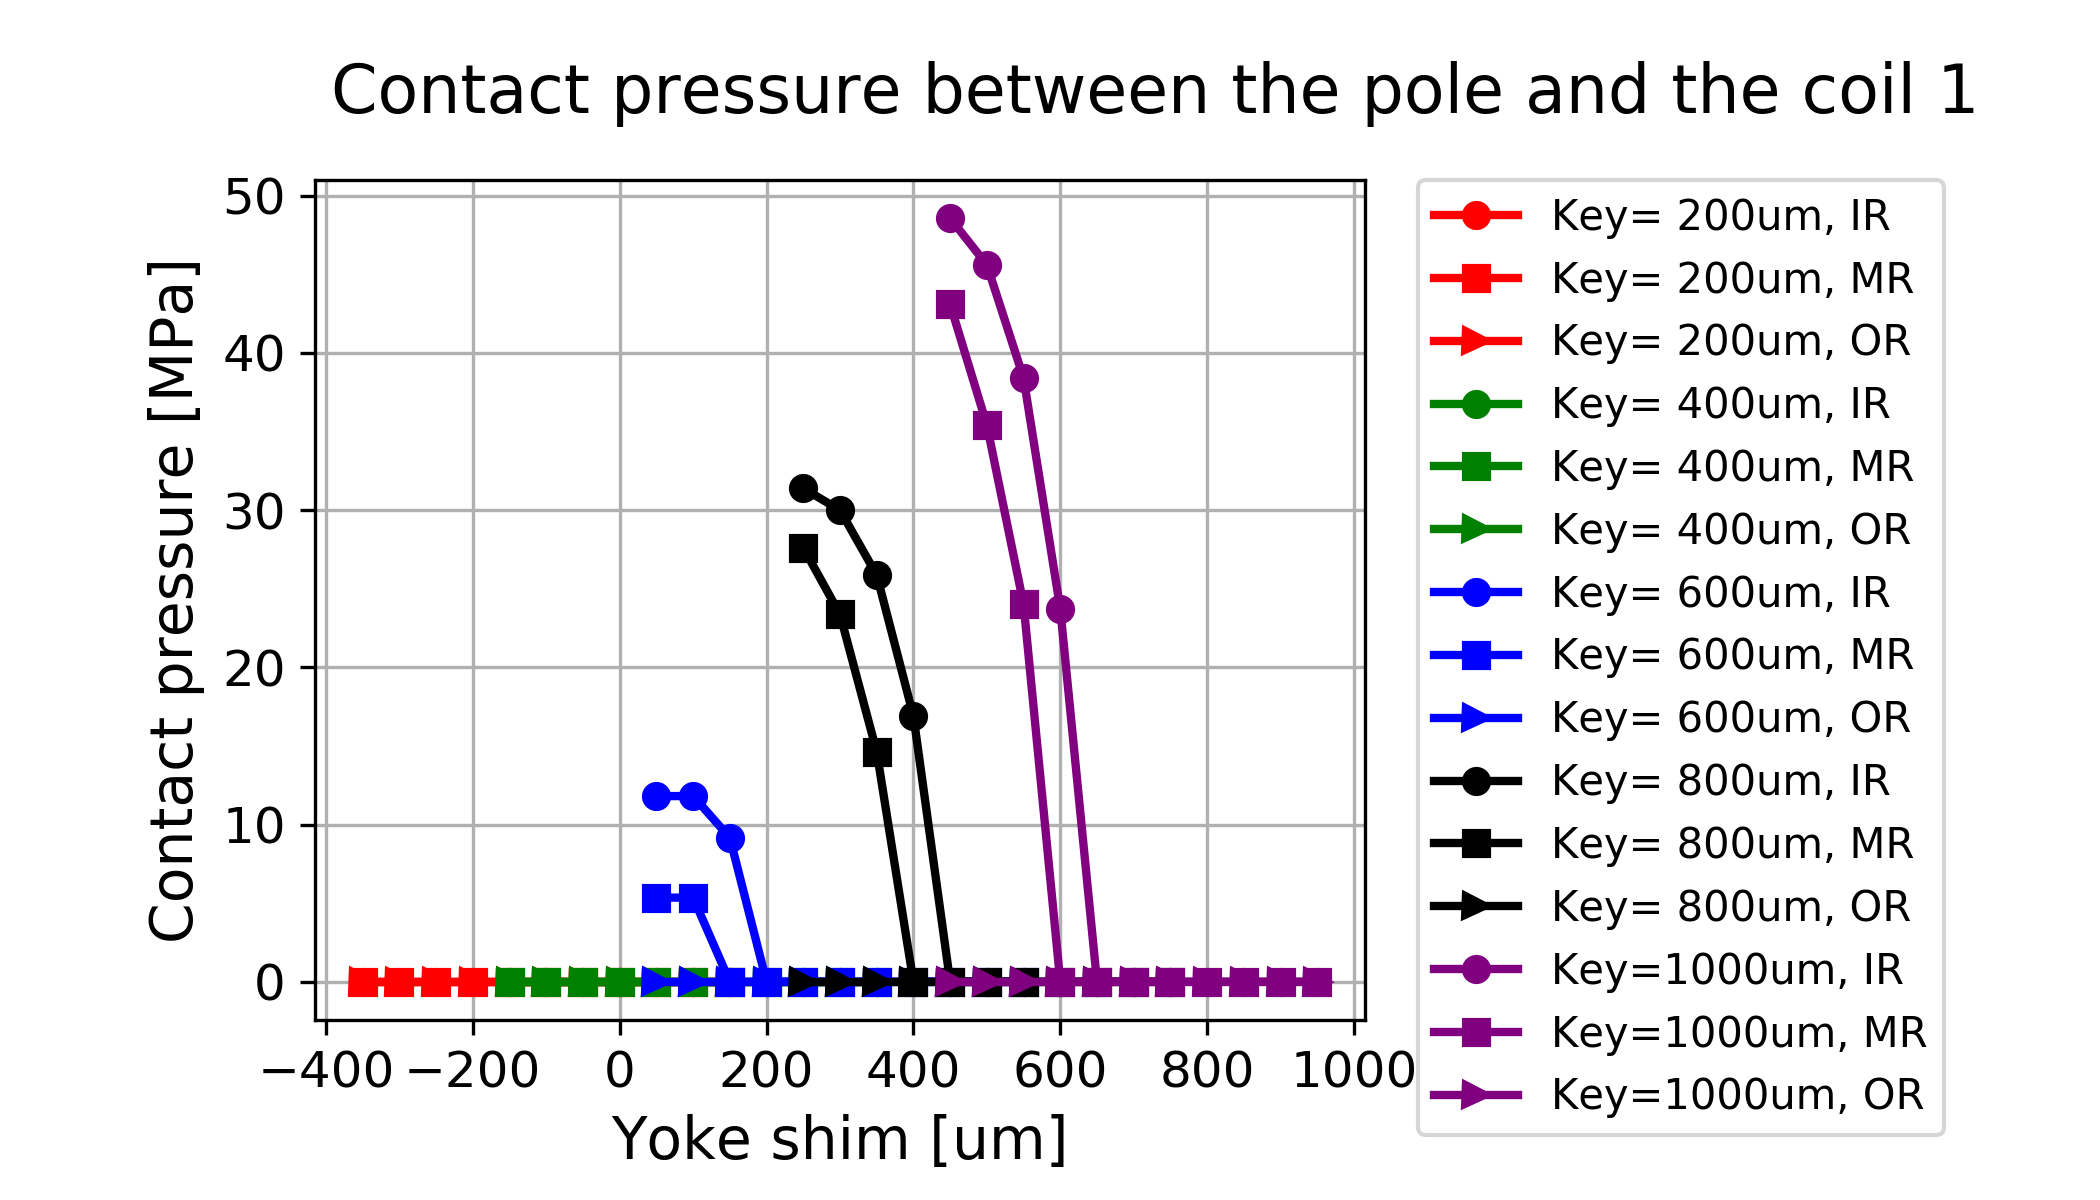 Contact pressure between the pole and the coil 1
Contact pressure [MPa]
50
40
30
20
10
0
−400 −200 0 200 400 600 800 1000
Yoke shim [um]
Key= 200um, IR
Key= 200um, MR
Key= 200um, OR
Key= 400um, IR
Key= 400um, MR
Key= 400um, OR
Key= 600um, IR
Key= 600um, MR
Key= 600um, OR
Key= 800um, IR
Key= 800um, MR
Key= 800um, OR
Key=1000um, IR
Key=1000um, MR
Key=1000um, OR